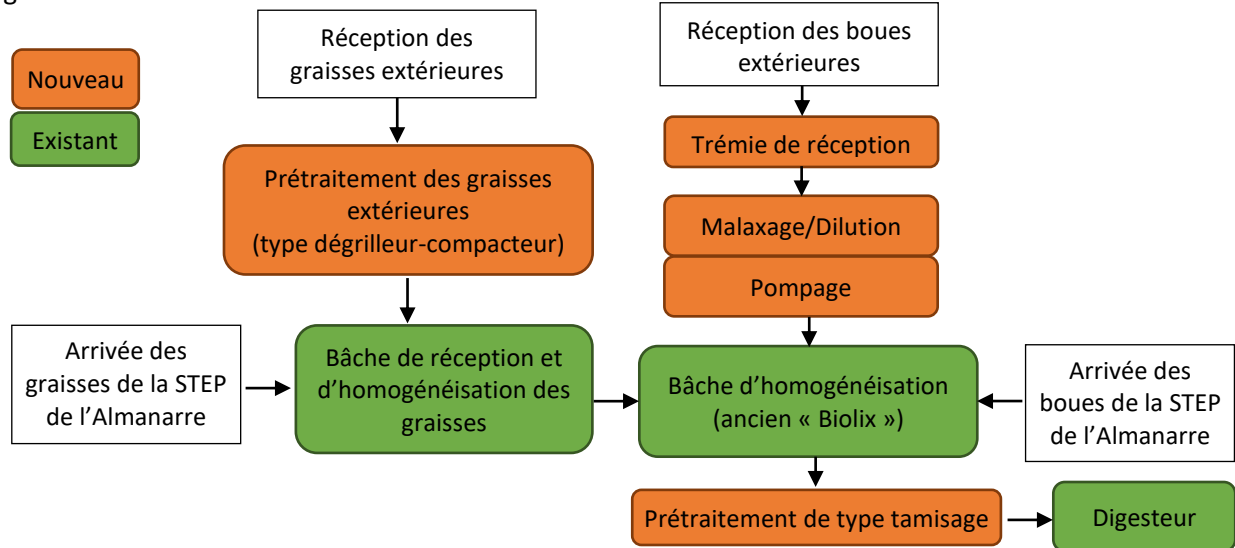 Réception des
graisses extérieures
Réception des boues
extérieures
Nouveau
Existant
Trémie de réception
Prétraitement des graisses
extérieures
(type dégrilleur-compacteur)
Malaxage/Dilution
Pompage
Arrivée des
graisses de la STEP
de l’Almanarre
Bâche de réception et
d’homogénéisation des
graisses
Bâche d’homogénéisation
(ancien « Biolix »)
Arrivée des
boues de la STEP
de l’Almanarre
Prétraitement de type tamisage
Digesteur